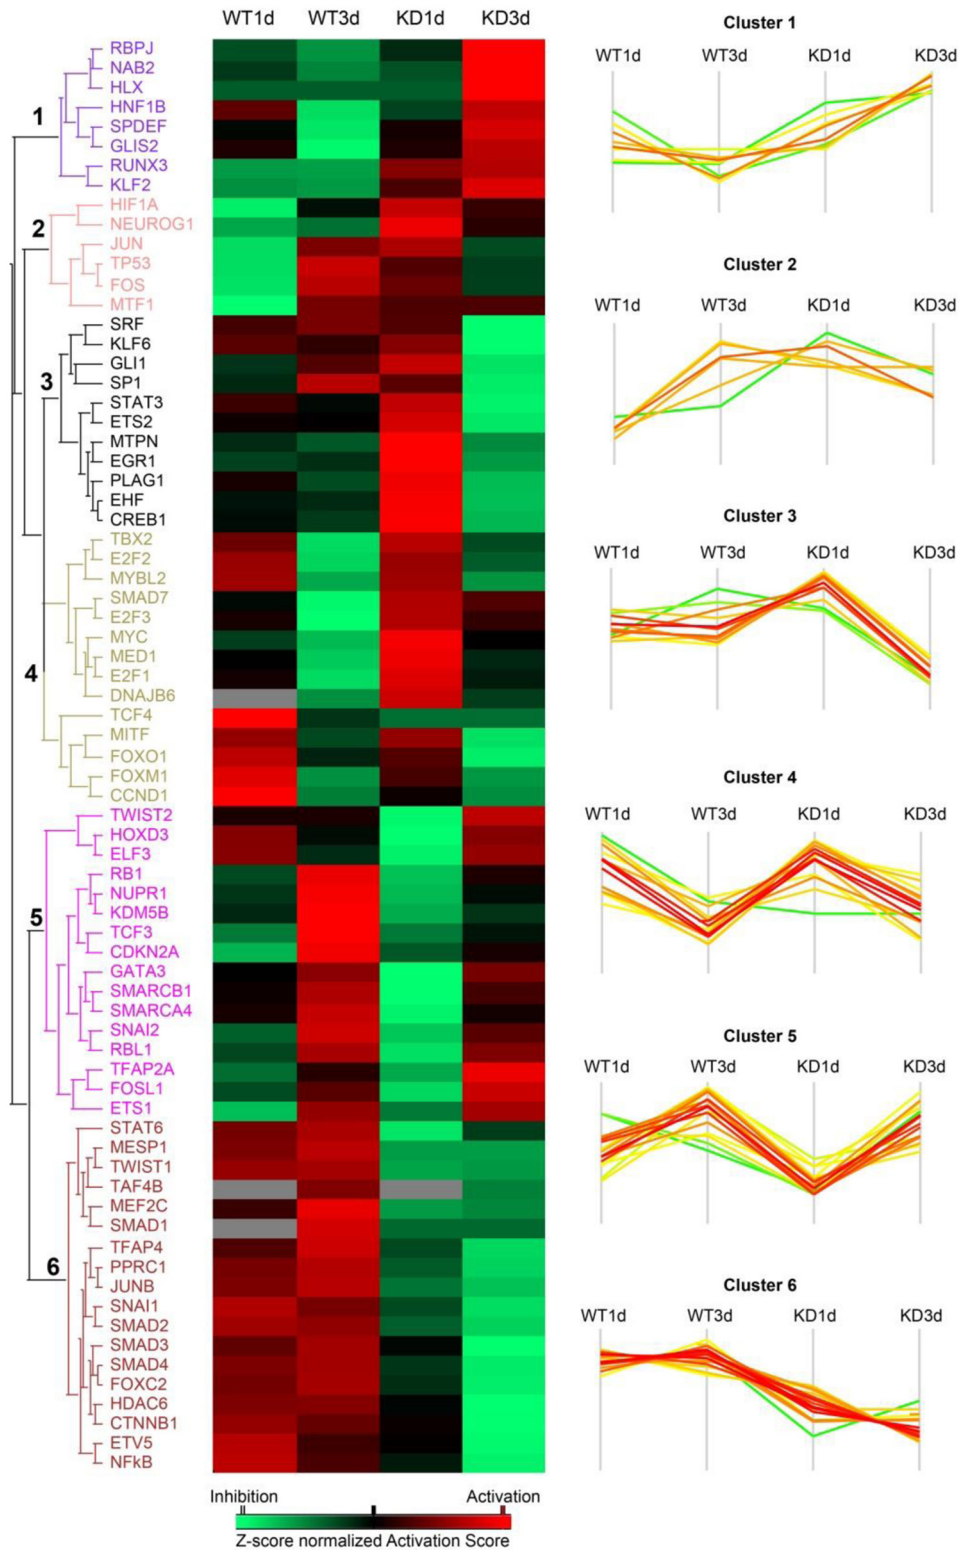 WT1d WT3d KD1d KD3d
RBPJ
NAB2
HLX
HNF1B
1
SPDEF
GLIS2
RUNX3
KLF2
HIF1A
NEUROG1
2
JUN
TP53
FOS
MTF1
SRF
KLF6
GLI1
3
SP1
STAT3
ETS2
MTPN
EGR1
PLAG1
EHF
CREB1
TBX2
E2F2
MYBL2
SMAD7
E2F3
MYC
MED1
4
E2F1
DNAJB6
TCF4
MITF
FOXO1
FOXM1
CCND1
TWIST2
HOXD3
ELF3
RB1
NUPR1
5
KDM5B
TCF3
CDKN2A
GATA3
SMARCB1
SMARCA4
SNAI2
RBL1
TFAP2A
FOSL1
ETS1
STAT6
MESP1
TWIST1
TAF4B
MEF2C
SMAD1
TFAP4
6
PPRC1
JUNB
SNAI1
SMAD2
SMAD3
SMAD4
FOXC2
HDAC6
CTNNB1
ETV5
NFkB
Inhibition Activation
Z-score normalized Activation Score
Cluster 1
WT1d WT3d KD1d KD3d
Cluster 2
WT1d WT3d KD1d KD3d
Cluster 3
WT1d WT3d KD1d KD3d
Cluster 4
WT1d WT3d KD1d KD3d
Cluster 5
WT1d WT3d KD1d KD3d
Cluster 6
WT1d WT3d KD1d KD3d